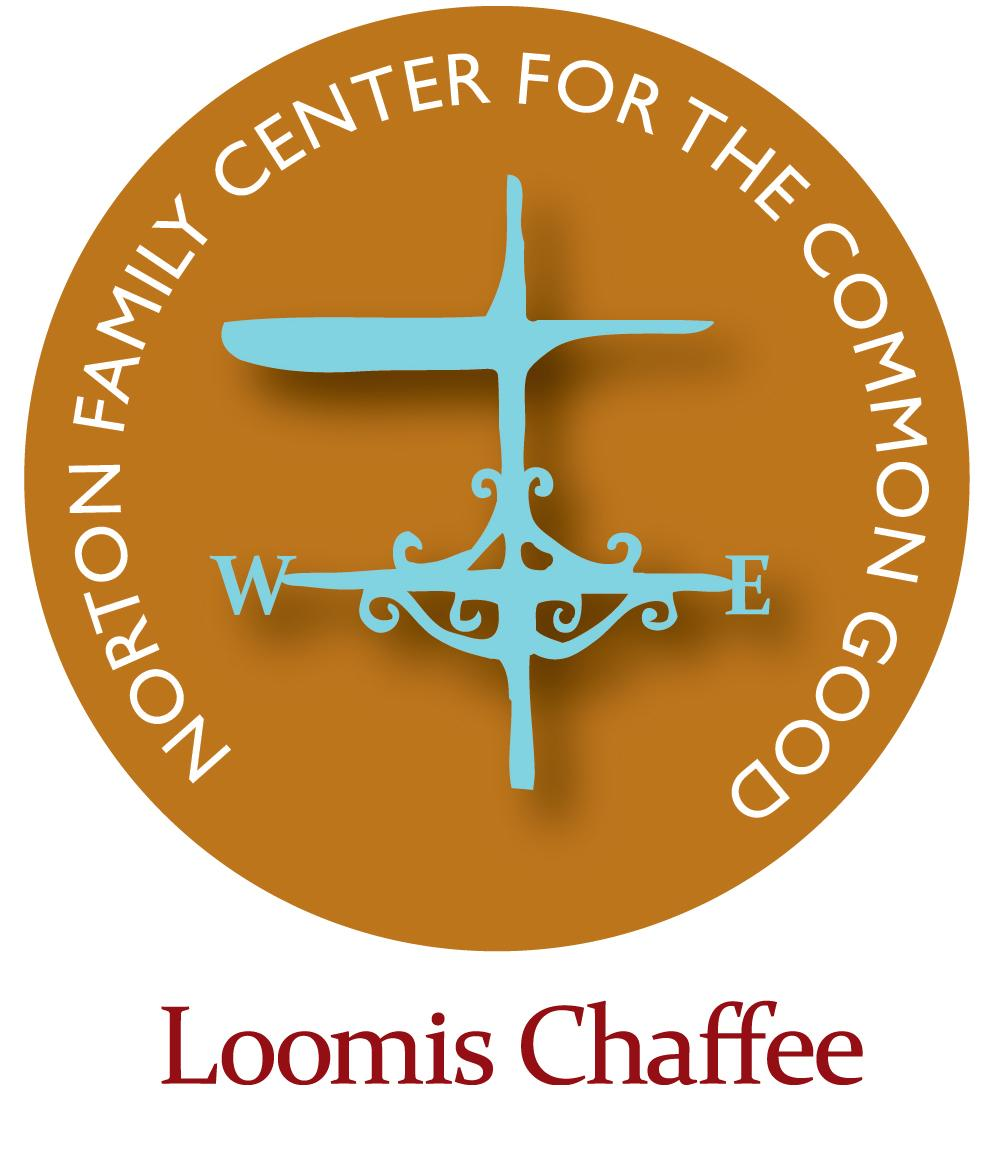 NORTON FAMILY CENTER FOR THE COMMON GOOD
W E
Loomis Chaffee